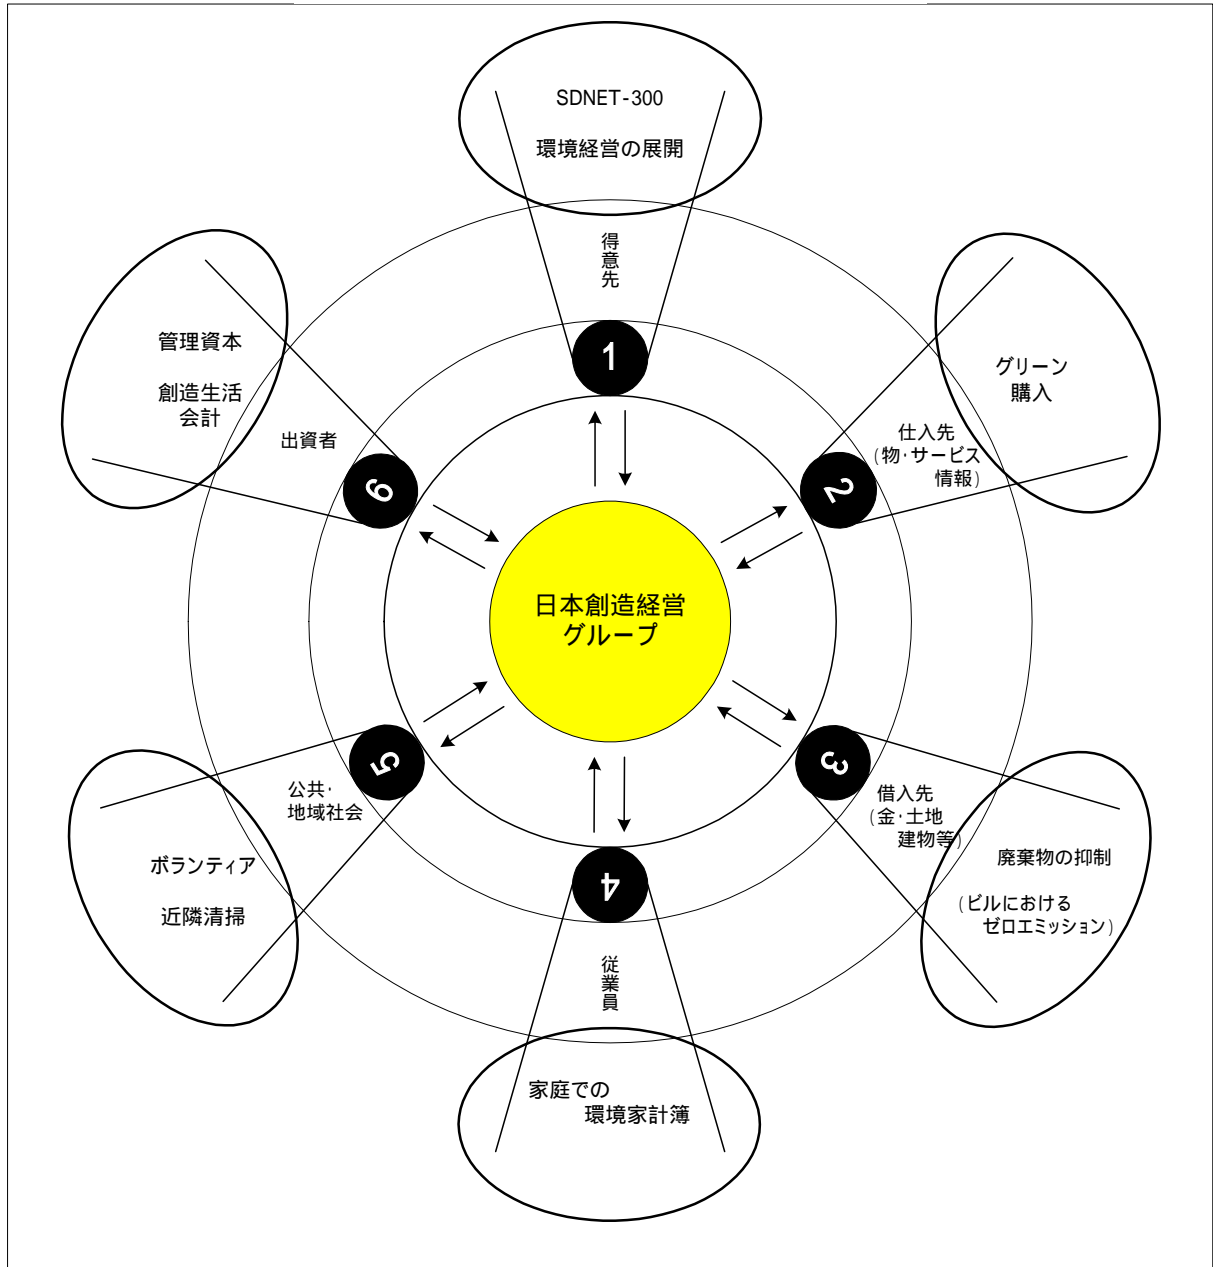 SDNET-300
環境経営の展開
得意先
1
グリーン
購入
仕入先
(物・サービス
情報)
2
3
借入先
(金・土地
建物等)
廃棄物の抑制
(ビルにおける
ゼロエミッション)
4
従業員
家庭での
環境家計簿
5
公共・
地域社会
ボランティア
近隣清掃
6
出資者
管理資本
創造生活
会計
日本創造経営
グループ